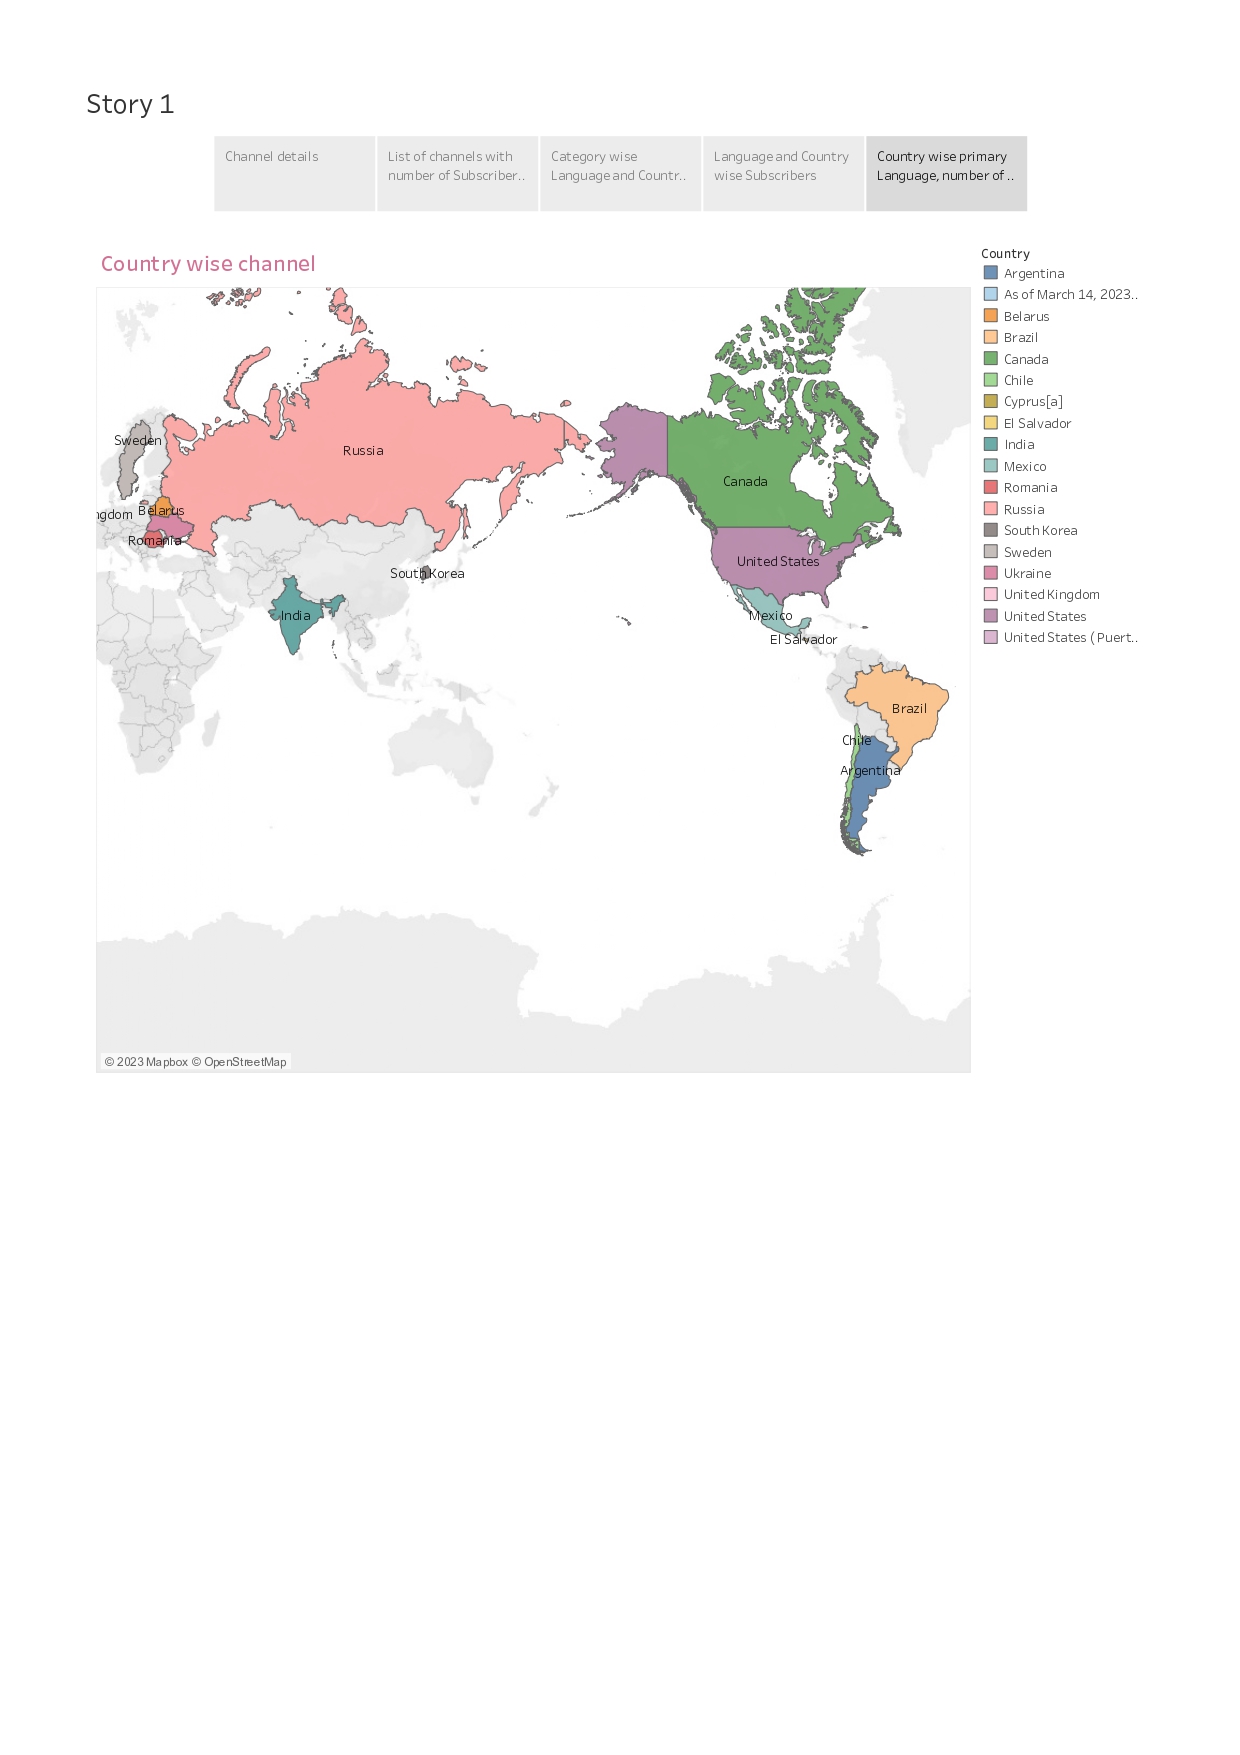 Story 1
Channel details
List of channels with
number of Subscriber..
Category wise
Language and Countr..
Language and Country
wise Subscribers
Country wise primary
Language, number of ..
Country wise channel
Country
Argentina
As of March 14, 2023..
Belarus
Brazil
Canada
Chile
Cyprus[a]
El Salvador
India
Mexico
Romania
Russia
South Korea
Sweden
Ukraine
United Kingdom
United States
United States (Puert..
Sweden
Russia
Canada
ngdom
Belarus
Romania
United States
South Korea
India
Mexico
El Salvador
Brazil
Chile
Argentina
© 2023 Mapbox © OpenStreetMap